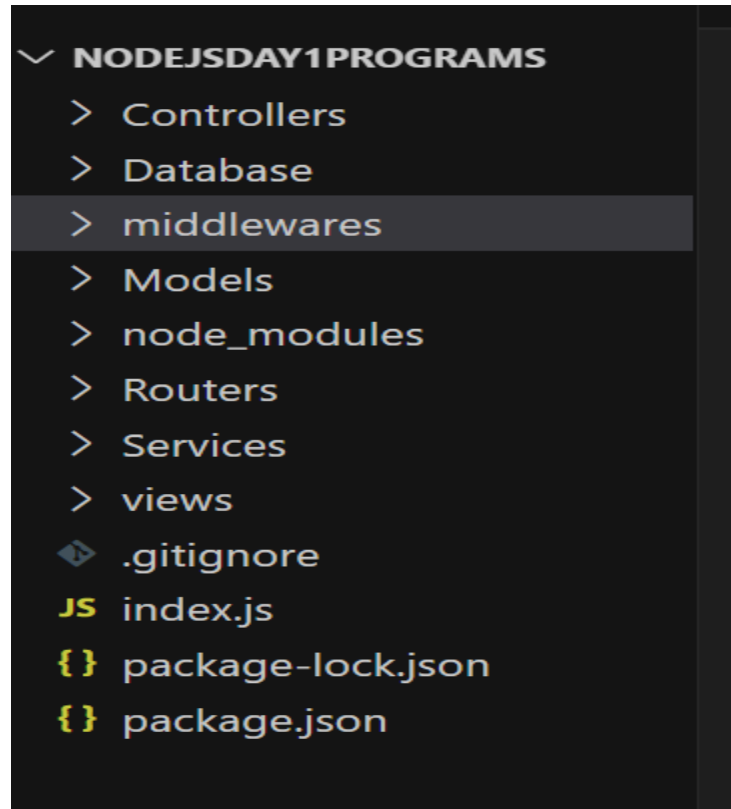 NODEJSDAY1PROGRAMS
Controllers
Database
middlewares
Models
node_modules
Routers
Services
views
.gitignore
JS index.js
{} package-lock.json
{} package.json